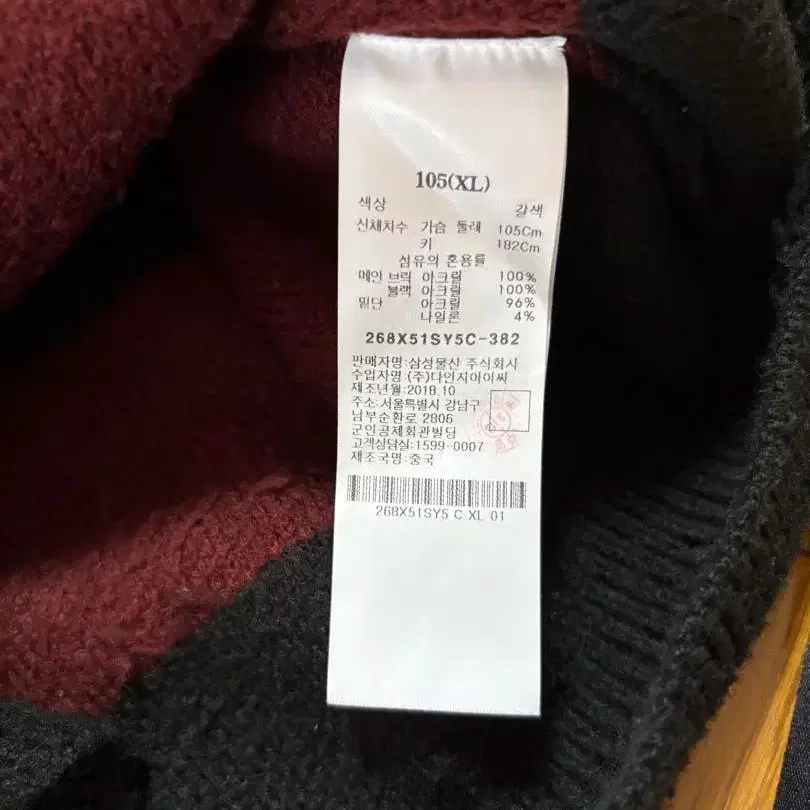 105(XL)
색상 갈색
신체치수 가슴 둘레 105Cm
키 182Cm
섬유의 혼용률
메인 브릭 아크릴 100%
블랙 아크릴 100%
밑단 아크릴 96%
나일론 4%
268X51SY5C-382
판매자명:삼성물산 주식회사
수입자명:(주)다인지아이씨
제조년월:2018.10
주소:서울특별시 강남구
남부순환로 2806
군인공제회관빌딩
고객상담실:1599-0007
제조국명:중국
268X51SY5 C XL 01